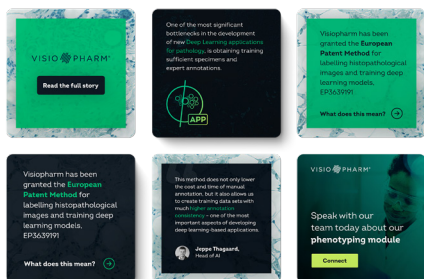 VISIOPHARM
Read the full story
One of the most significant
bottlenecks in the development
of new Deep Learning applications
for pathology, is obtaining training
sufficient specimens and
expert annotations.
APP
Visiopharm has been
granted the European
Patent Method for
labelling histopathological
images and training deep
learning models.
EP3639191
What does this mean?
Visiopharm has been
granted the European
Patent Method for
labelling histopathological
images and training deep
learning models.
EP3639191
What does this mean?
This method does not only lower
the cost and time of manual
annotation, but it also allows us
to create training data sets with
much higher annotation
consistency – one of the most
important aspects of developing
deep learning-based applications.
Jeppe Thagaard,
Head of AI
VISIOPHARM
Speak with our
team today about our
phenotyping module
Connect